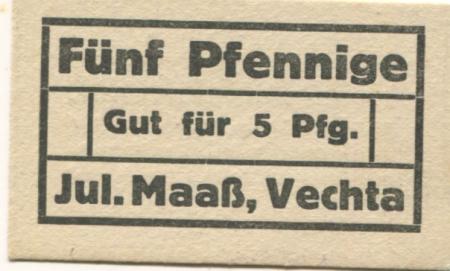 Fünf Pfennige
Gut für 5 Pfg.
Jul. Maaß, Vechta